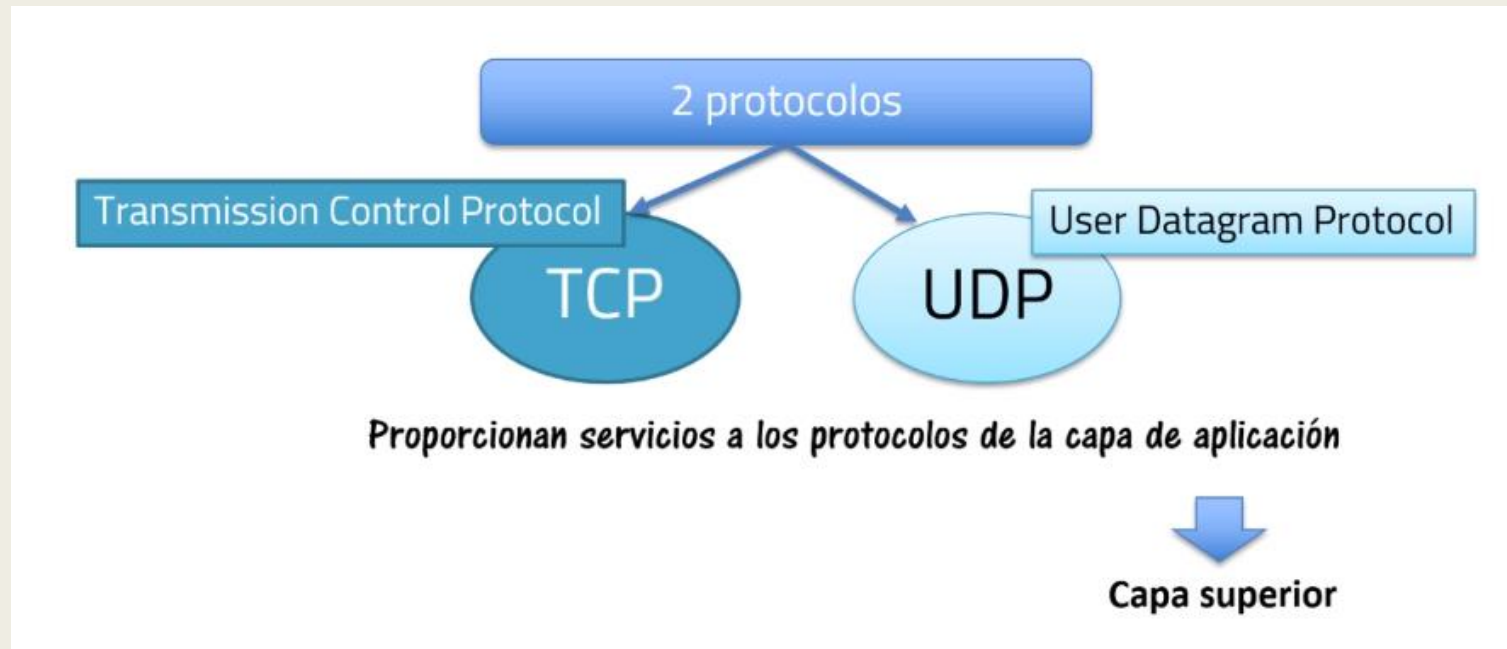 2 protocolos
Transmission Control Protocol
TCP
User Datagram Protocol
UDP
Proporcionan servicios a los protocolos de la capa de aplicación
Capa superior